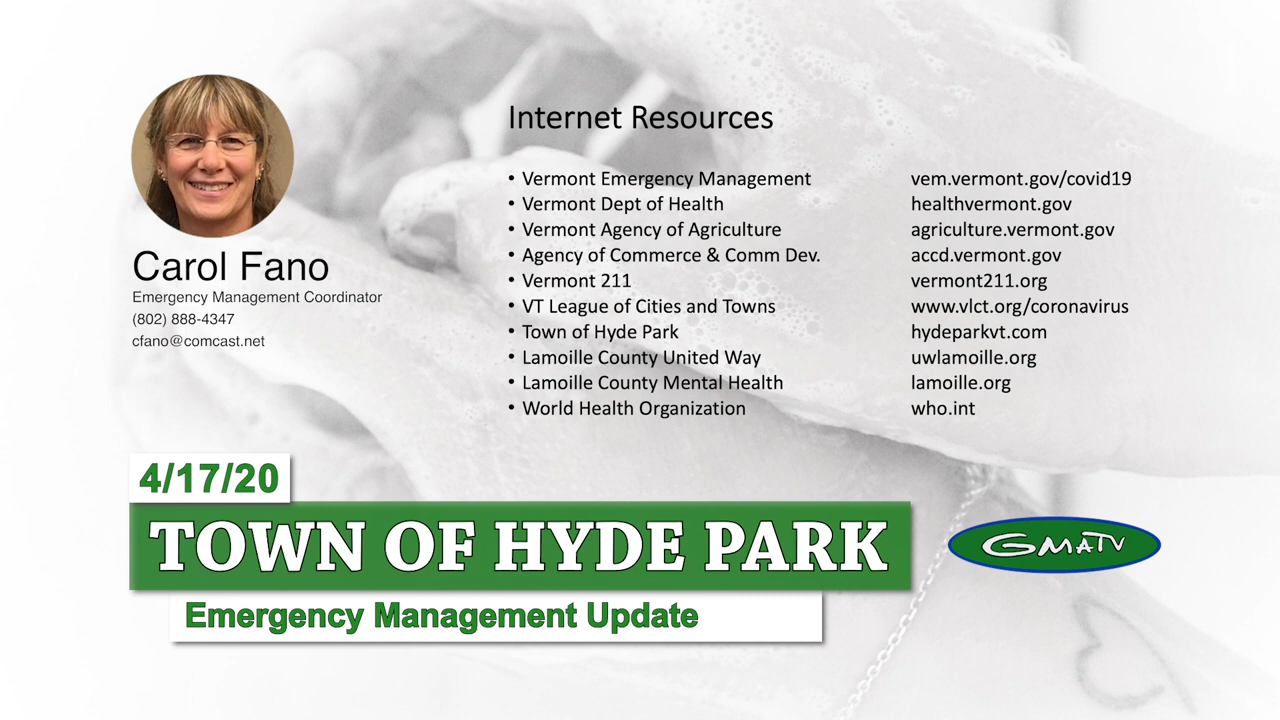 Carol Fano
Emergency Management Coordinator
(802) 888-4347
cfano@comcast.net
Internet Resources
• Vermont Emergency Management vem.vermont.gov/covid19
• Vermont Dept of Health healthvermont.gov
• Vermont Agency of Agriculture agriculture.vermont.gov
• Agency of Commerce & Comm Dev. accd.vermont.gov
• Vermont 211 vermont211.org
• VT League of Cities and Towns www.vlct.org/coronavirus
• Town of Hyde Park hydeparkvt.com
• Lamoille County United Way uwlamoille.org
• Lamoille County Mental Health lamoille.org
• World Health Organization who.int
4/17/20
TOWN OF HYDE PARK
GMATV
Emergency Management Update